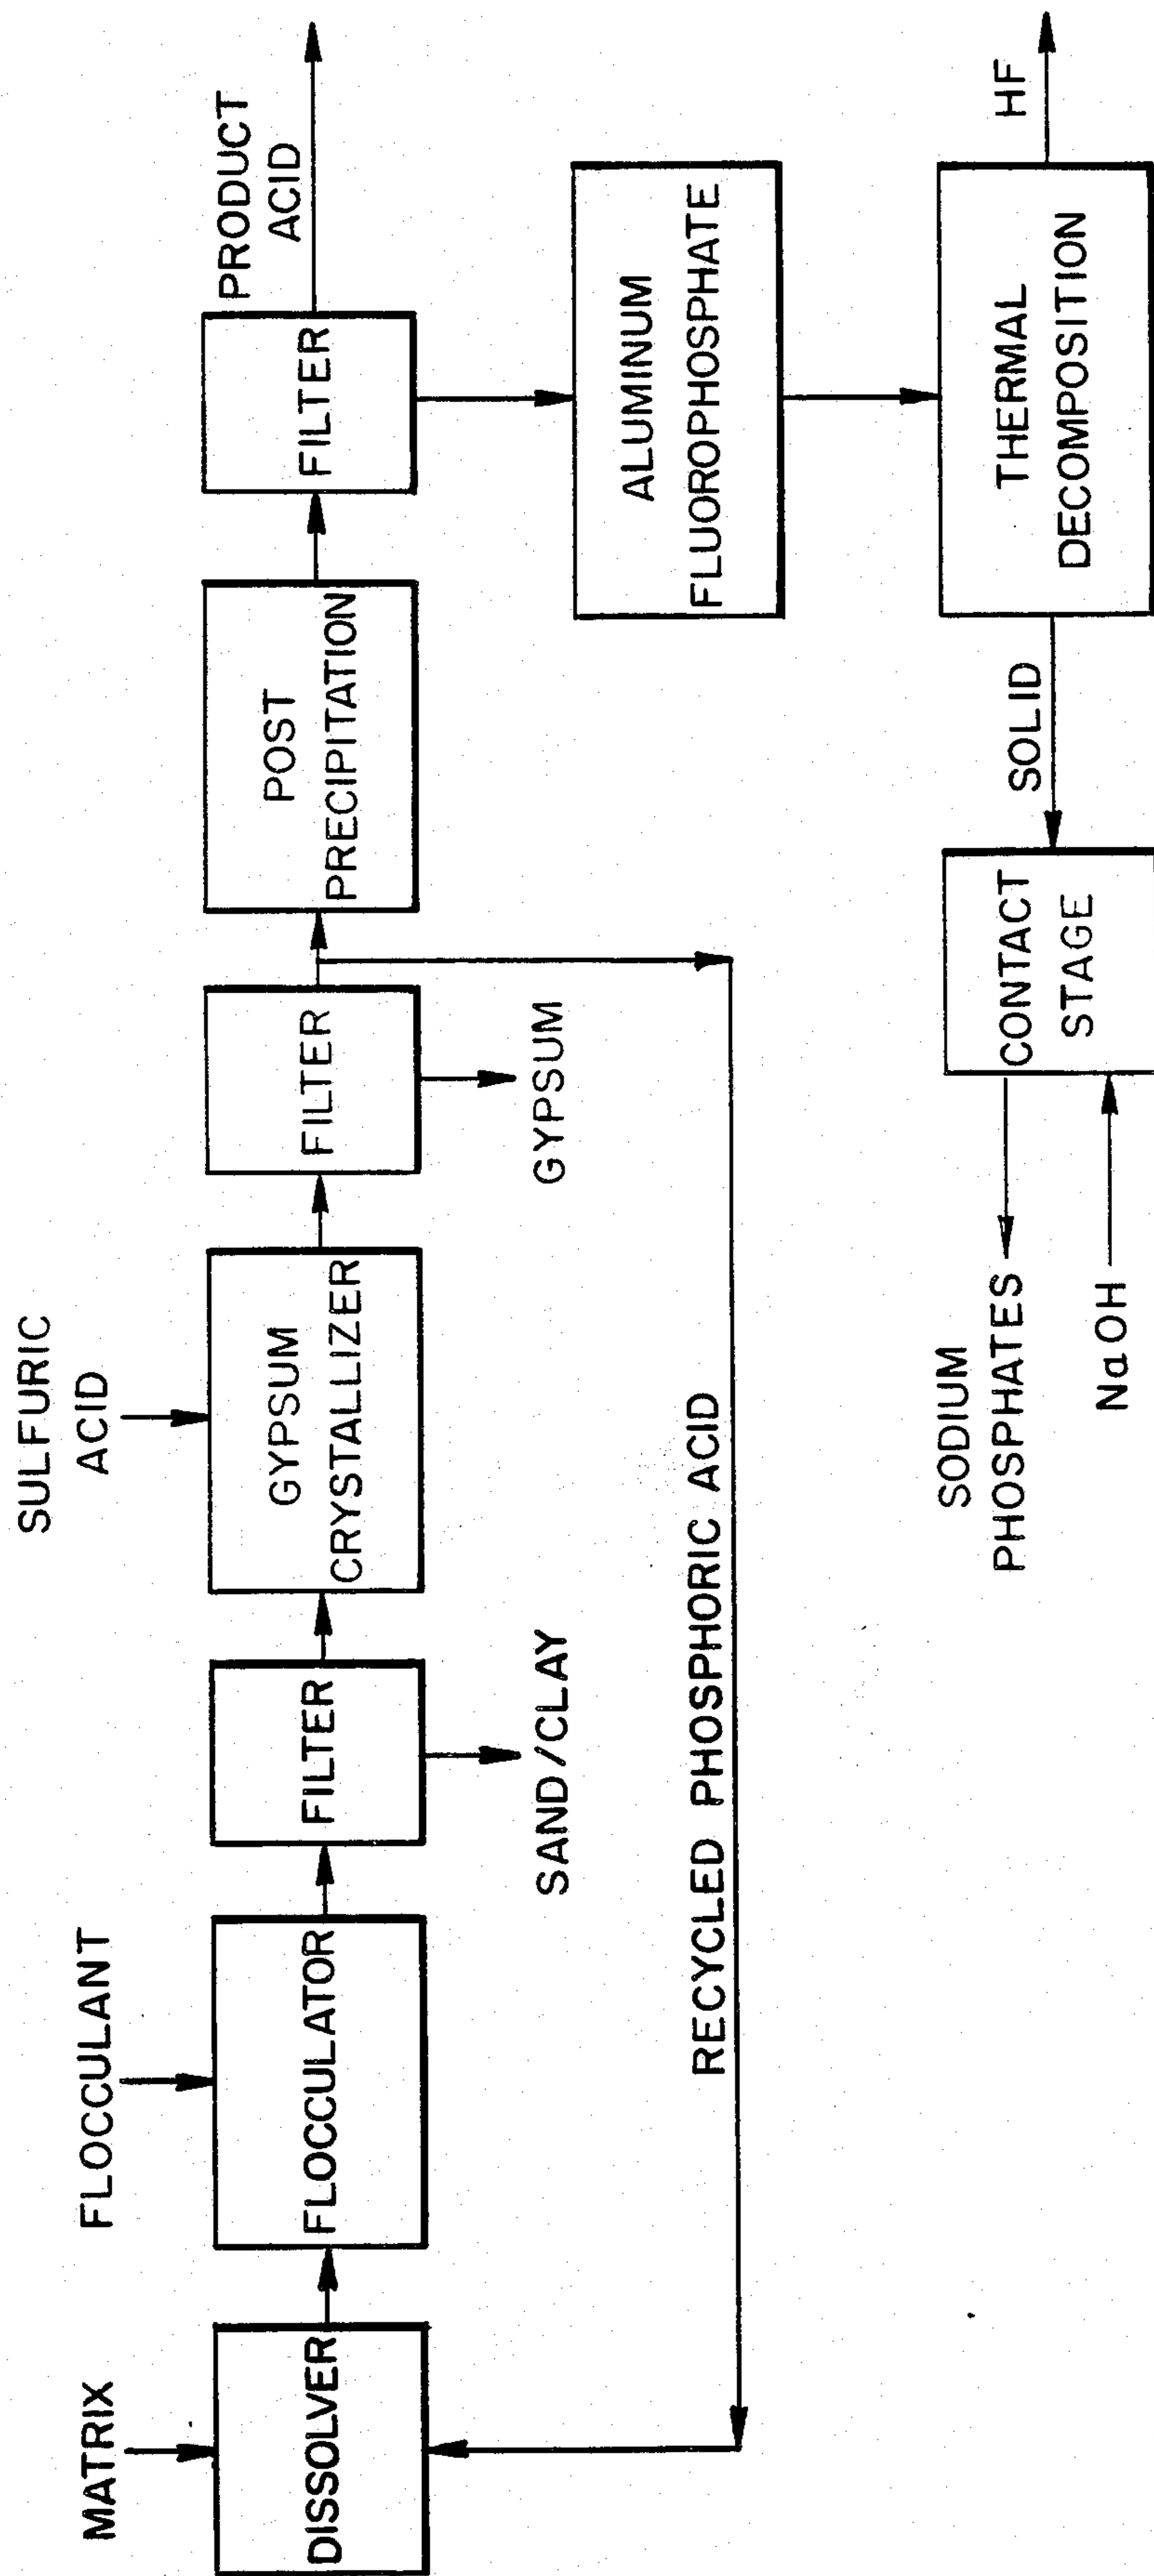 MATRIX
DISSOLVER
FLOCCULANT
FLOCCULATOR
FILTER
SAND/CLAY
SULFURIC
ACID
GYPSUM
CRYSTALLIZER
FILTER
GYPSUM
POST
PRECIPITATION
FILTER
PRODUCT
ACID
RECYCLED PHOSPHORIC ACID
ALUMINUM
FLUOROPHOSPHATE
THERMAL
DECOMPOSITION
HF
SOLID
CONTACT
STAGE
SODIUM
PHOSPHATES
NaOH